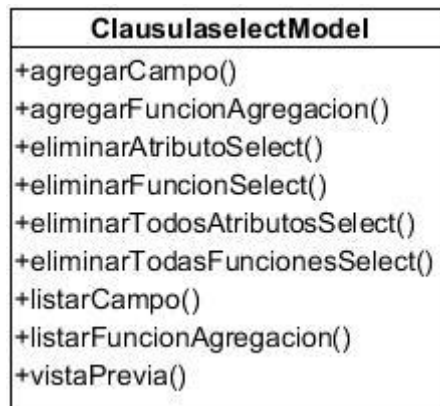 ClausulaselectModel
+agregarCampo()
+agregarFuncionAgregacion()
+eliminarAtributoSelect()
+eliminarFuncionSelect()
+eliminarTodosAtributosSelect()
+eliminarTodasFuncionesSelect()
+listarCampo()
+listarFuncionAgregacion()
+vistaPrevia()